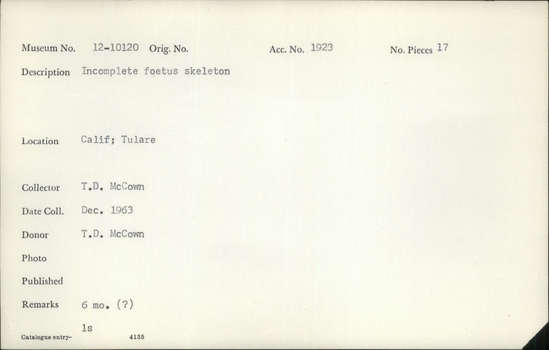 Museum No. 12-10120 Orig. No. Acc. No. 1923 No. Pieces 17
Description Incomplete foetus skeleton
Location Calif; Tulare
Collector T.D. McCown
Date Coll. Dec. 1963
Donor T.D. McCown
Photo
Published
Remarks 6 mo. (?)
ls
Catalogue entry- 4155